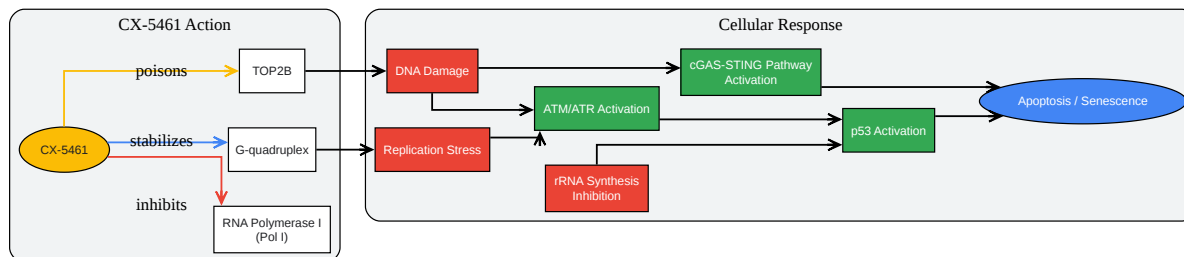 CX-5461 Action
Cellular Response
poisons
TOP2B
DNA Damage
cGAS-STING Pathway
Activation
ATM/ATR Activation
Apoptosis / Senescence
CX-5461
stabilizes
G-quadruplex
Replication Stress
p53 Activation
rRNA Synthesis
Inhibition
inhibits
RNA Polymerase I
(Pol I)